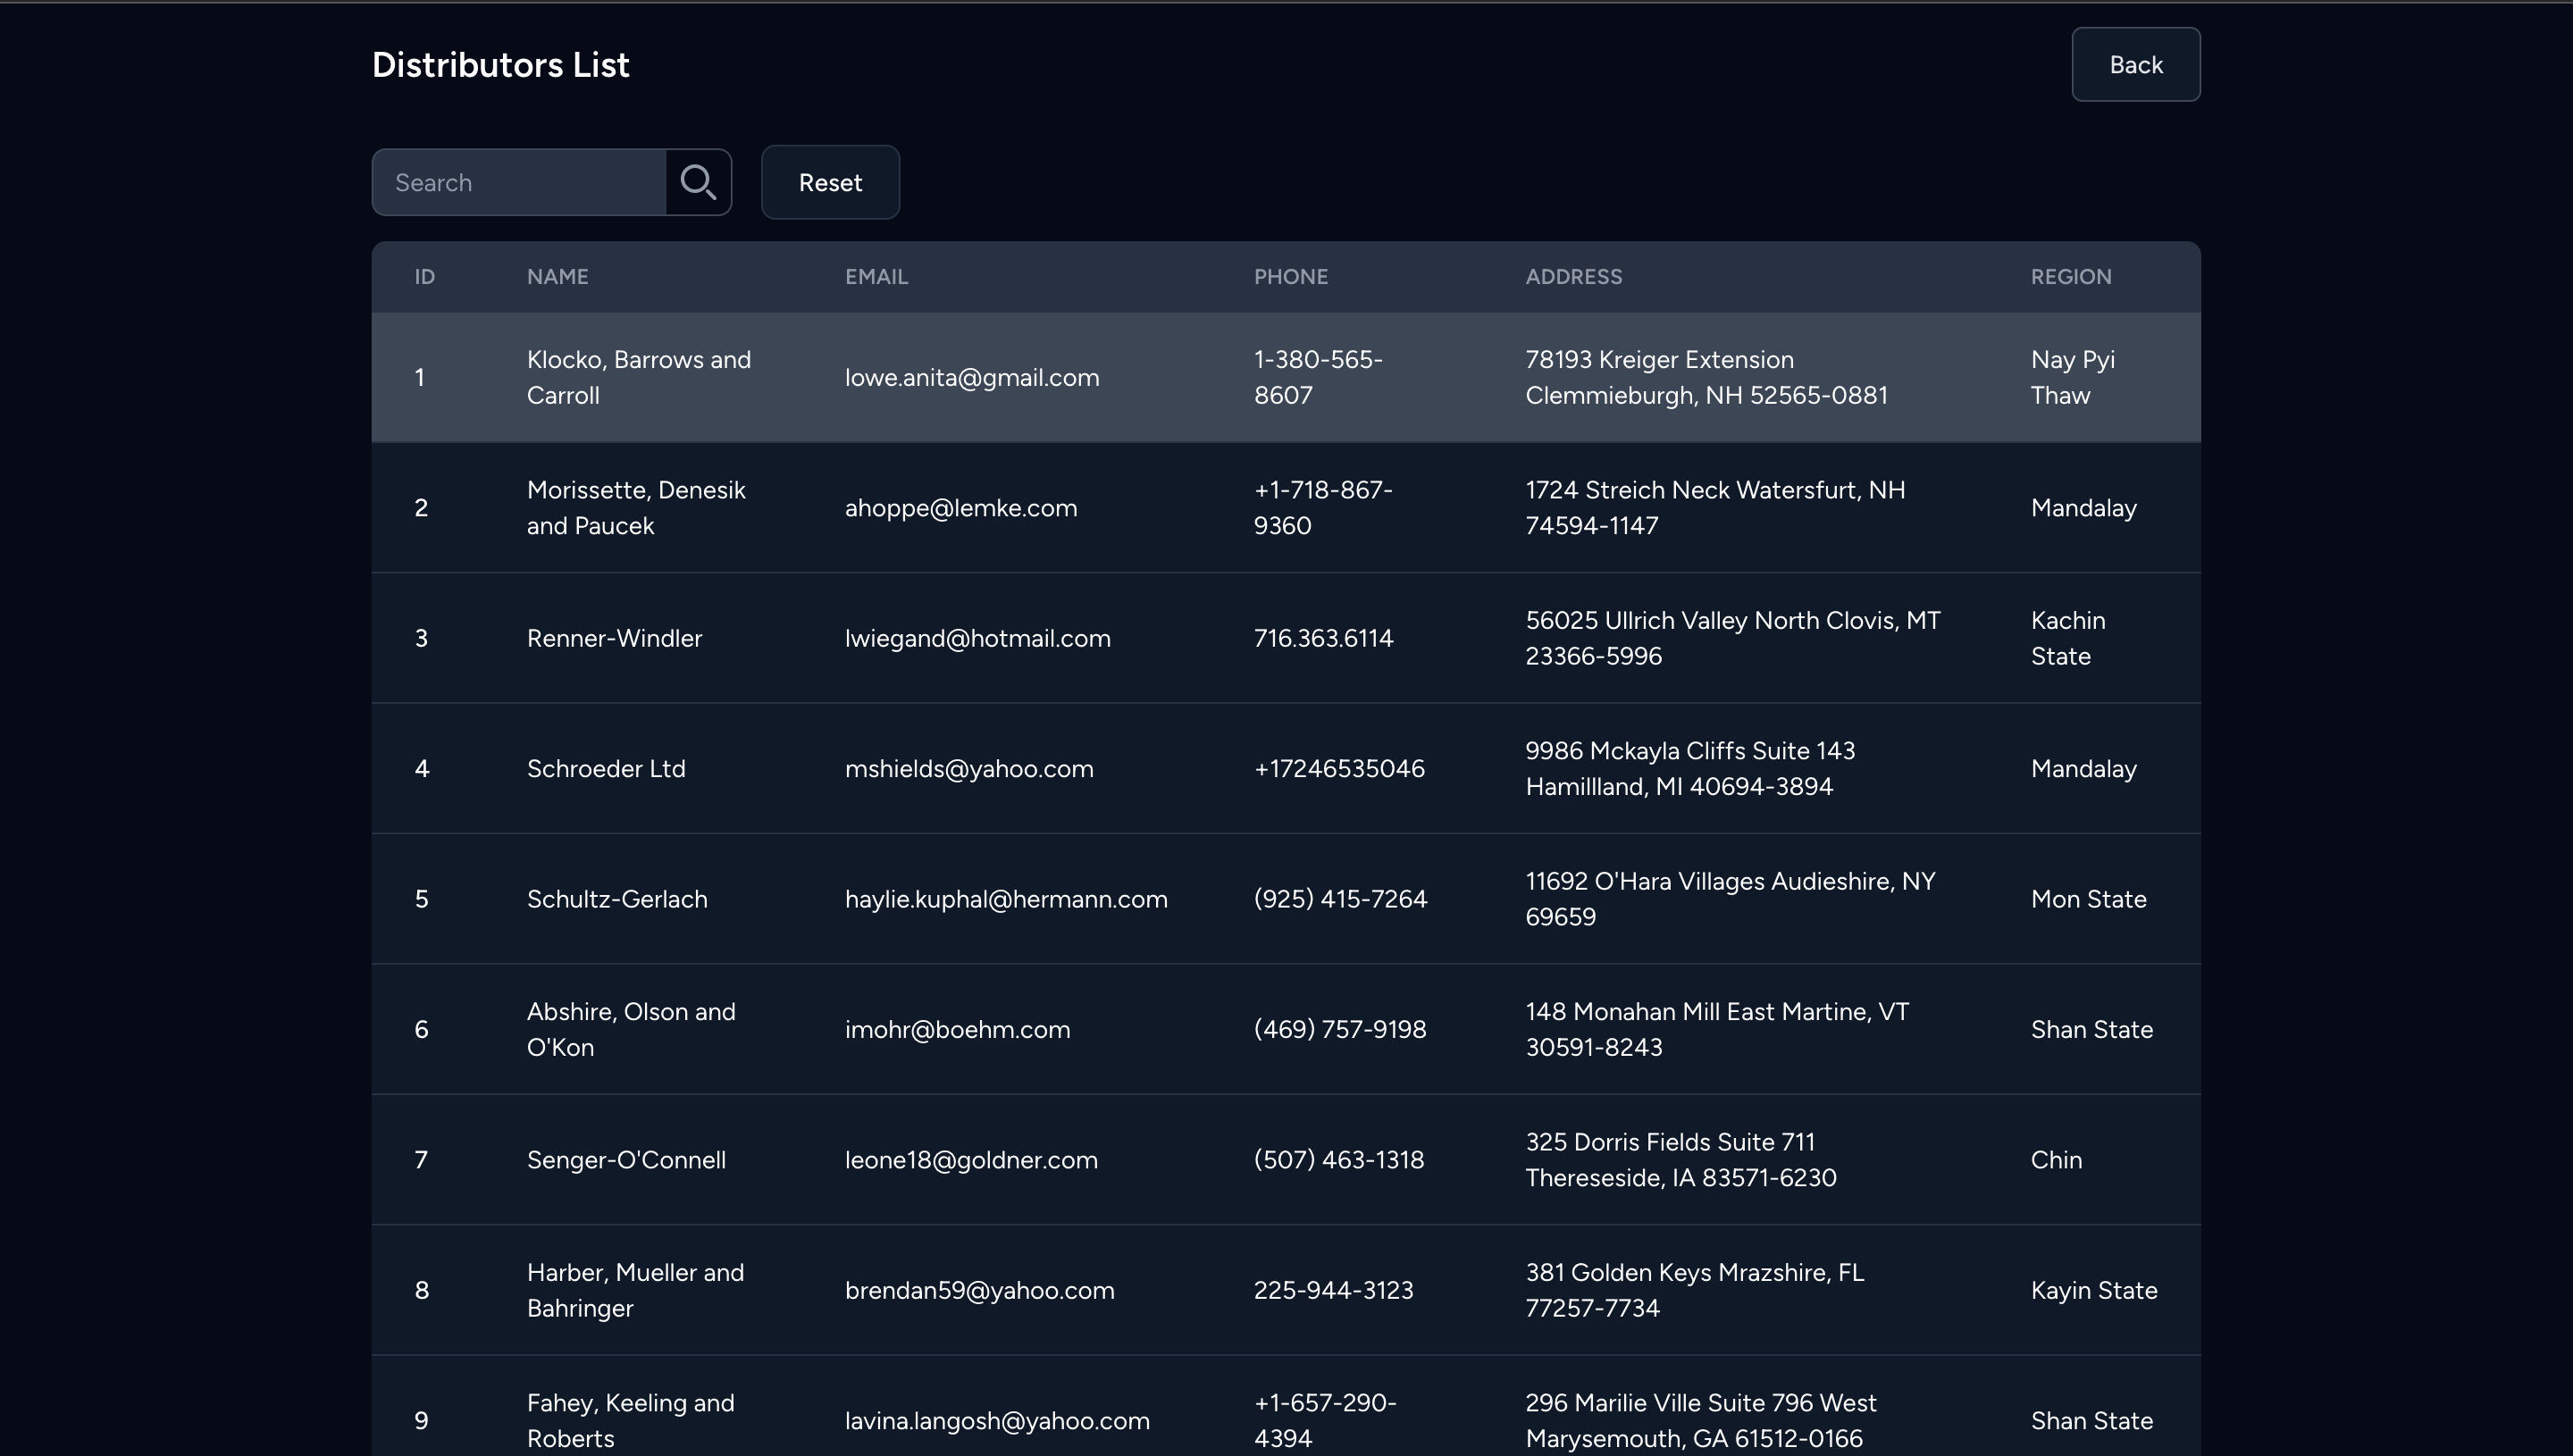 Distributors List
Back
Search
Reset
ID NAME EMAIL PHONE ADDRESS REGION
1 Klocko, Barrows and Carroll lowe.anita@gmail.com 1-380-565-8607 78193 Kreiger Extension Clemmieburgh, NH 52565-0881 Nay Pyi Thaw
2 Morissette, Denesik and Paucek ahoppe@lemke.com +1-718-867-9360 1724 Streich Neck Watersfurt, NH 74594-1147 Mandalay
3 Renner-Windler lwiegand@hotmail.com 716.363.6114 56025 Ullrich Valley North Clovis, MT 23366-5996 Kachin State
4 Schroeder Ltd mshields@yahoo.com +17246535046 9986 Mckayla Cliffs Suite 143 Hamillland, MI 40694-3894 Mandalay
5 Schultz-Gerlach haylie.kuphal@hermann.com (925) 415-7264 11692 O'Hara Villages Audieshire, NY 69659 Mon State
6 Abshire, Olson and O'Kon imohr@boehm.com (469) 757-9198 148 Monahan Mill East Martine, VT 30591-8243 Shan State
7 Senger-O'Connell leone18@goldner.com (507) 463-1318 325 Dorris Fields Suite 711 Thereseside, IA 83571-6230 Chin
8 Harber, Mueller and Bahringer brendan59@yahoo.com 225-944-3123 381 Golden Keys Mrazshire, FL 77257-7734 Kayin State
9 Fahey, Keeling and Roberts lavina.langosh@yahoo.com +1-657-290-4394 296 Marilie Ville Suite 796 West Marysemouth, GA 61512-0166 Shan State